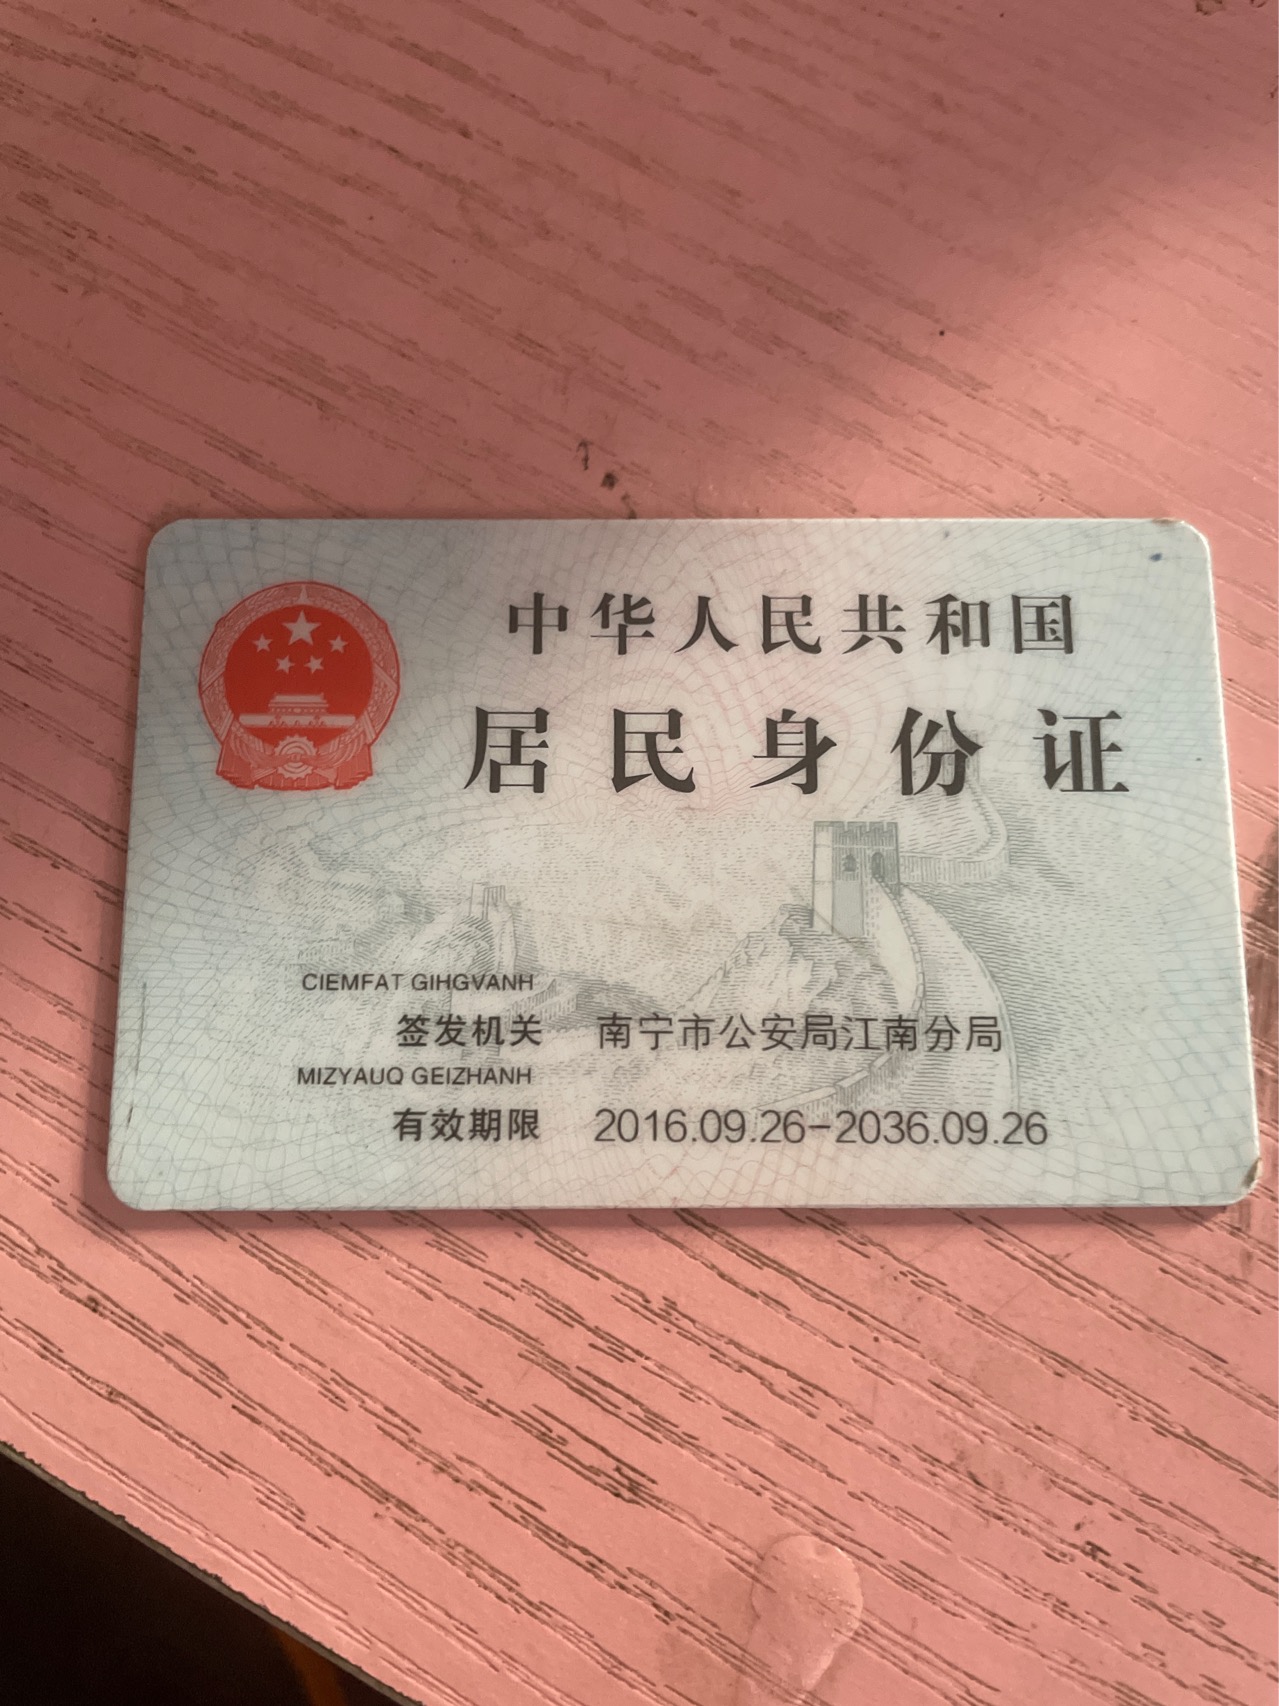 中华人民共和国
居民身份证
CIEMFAT GIHGVANH
签发机关 南宁市公安局江南分局
MIZYAUQ GEIZHANH
有效期限 2016.09.26-2036.09.26